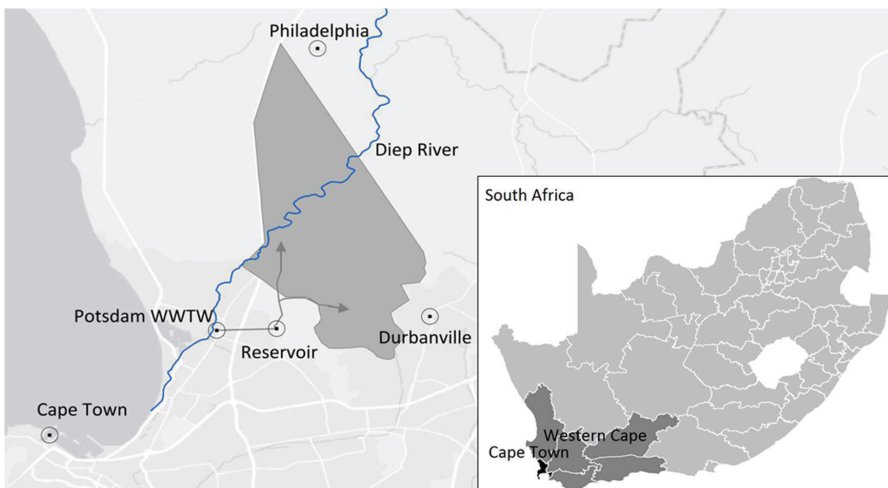 Philadelphia
Diep River
Potsdam WWTW
Reservoir
Durbanville
Cape Town
South Africa
Western Cape
Cape Town